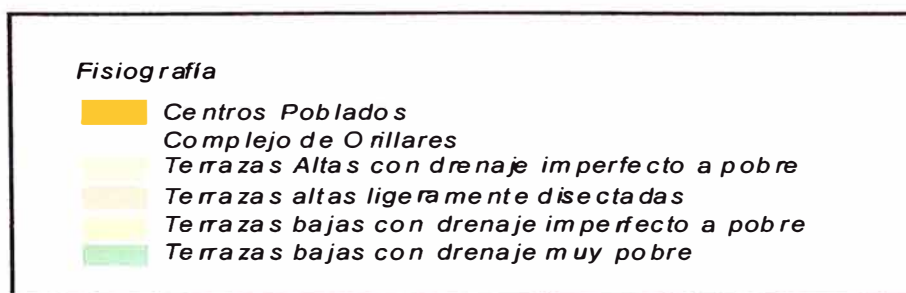 Fisiografía
Centros Poblados
Complejo de Orillares
Terrazas Altas con drenaje imperfecto a pobre
Terrazas altas ligeramente disectadas
Terrazas bajas con drenaje imperfecto a pobre
Terrazas bajas con drenaje muy pobre